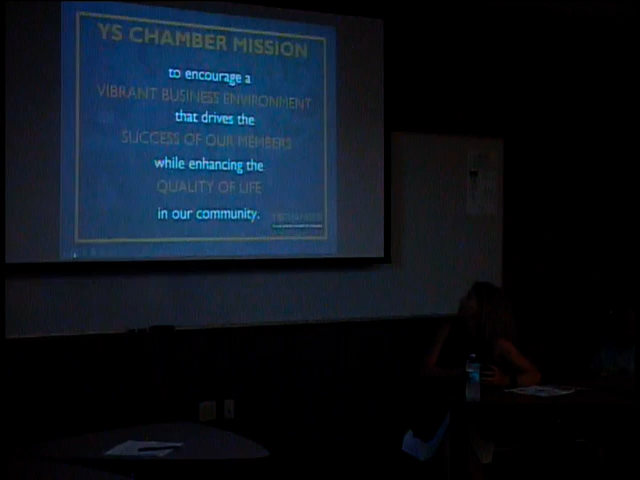 YS CHAMBER MISSION
to encourage a
VIBRANT BUSINESS ENVIRONMENT
that drives the
SUCCESS OF OUR MEMBERS
while enhancing the
QUALITY OF LIFE
in our community.